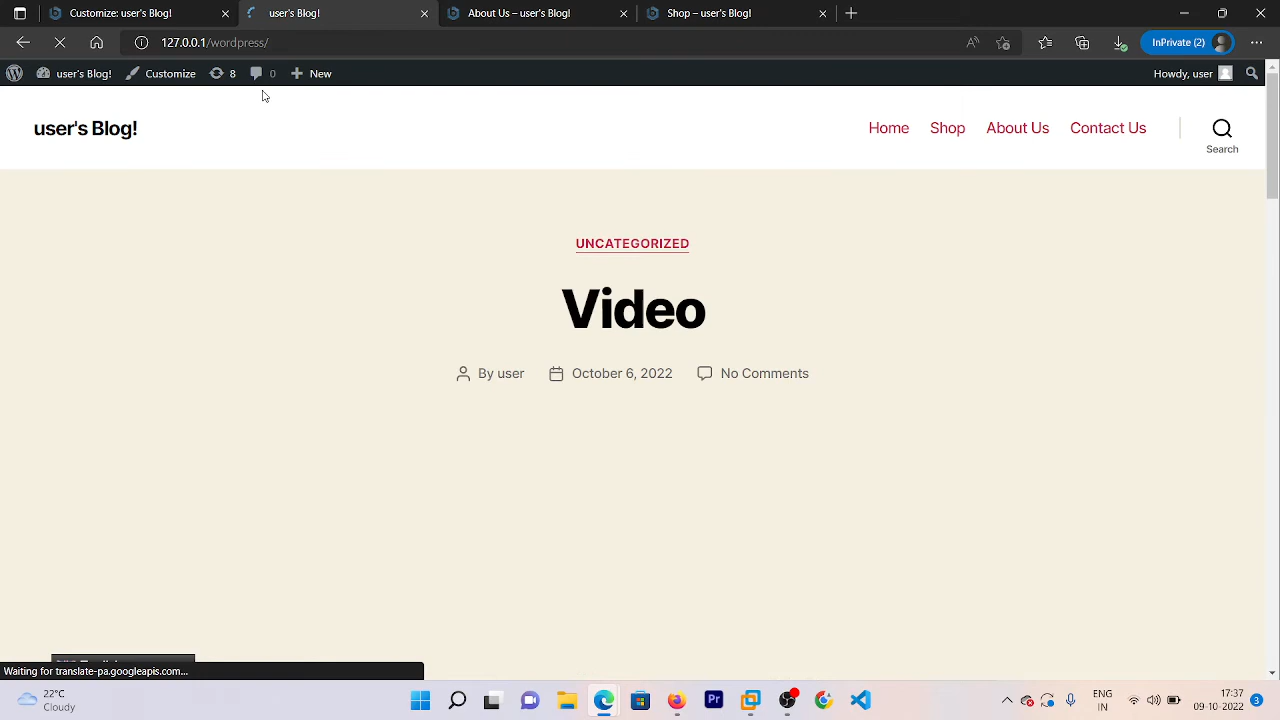 Customize: user's Blog!
user's Blog!
About Us – user's Blog!
Shop – user's Blog!
127.0.0.1/wordpress/
InPrivate (2)
user's Blog!
Customize
8
0
New
Howdy, user
user's Blog!
Home
Shop
About Us
Contact Us
Search
UNCATEGORIZED
Video
By user
October 6, 2022
No Comments
Waiting for translate-pa.googleapis.com...
22°C
Cloudy
ENG
IN
17:37
09-10-2022
3